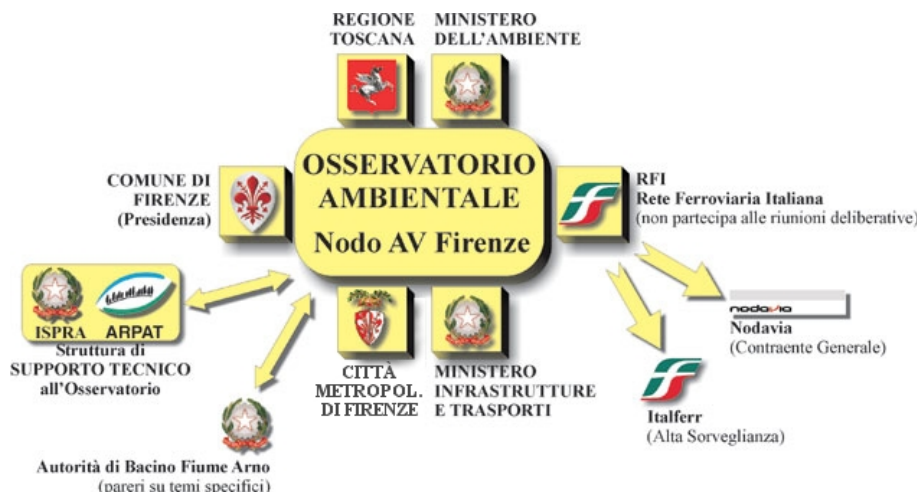 REGIONE
TOSCANA
MINISTERO
DELL'AMBIENTE
OSSERVATORIO
AMBIENTALE
Nodo AV Firenze
COMUNE DI
FIRENZE
(Presidenza)
RFI
Rete Ferroviaria Italiana
(non partecipa alle riunioni deliberative)
ISPRA
ARPAT
Struttura di
SUPPORTO TECNICO
all'Osservatorio
CITTÀ
METROPOL.
DI FIRENZE
MINISTERO
INFRASTRUTTURE
E TRASPORTI
nodavia
Nodavia
(Contraente Generale)
Italferr
(Alta Sorveglianza)
Autorità di Bacino Fiume Arno
(pareri su temi specifici)